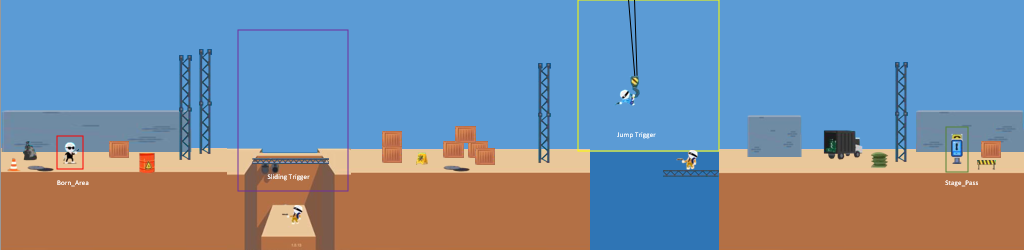 Jump Trigger
Sliding Trigger
Born_Area
Stage_Pass